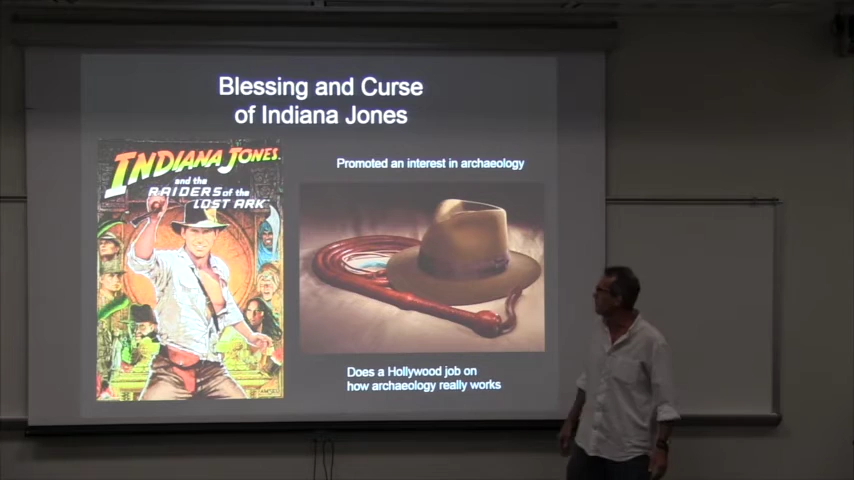 Blessing and Curse
of Indiana Jones
INDIANA JONES
and the
RAIDERS of the
LOST ARK
Promoted an interest in archaeology
Does a Hollywood job on
how archaeology really works